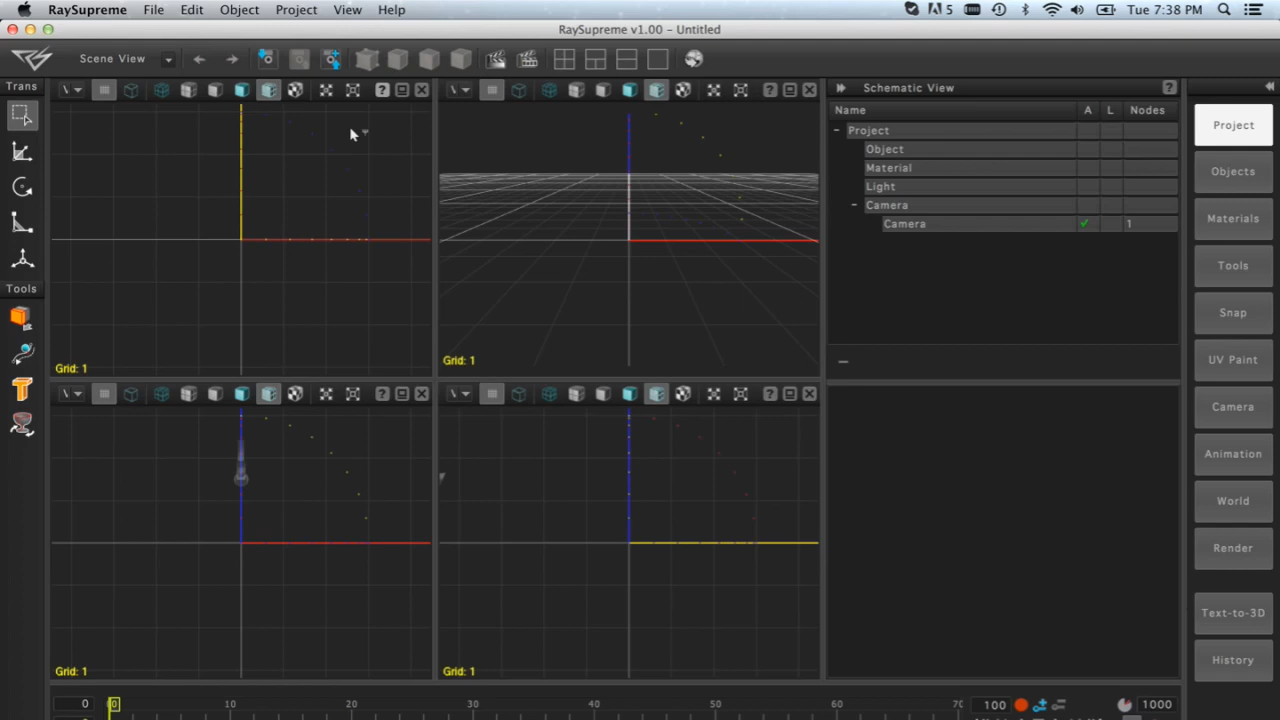 RaySupreme File Edit Object Project View Help 5 Tue 7:38 PM
RaySupreme v1.00 - Untitled
Scene View
Trans
Tools
Grid: 1
Grid: 1
Grid: 1
Grid: 1
Schematic View
Name A L Nodes
Project
Object
Material
Light
Camera
Camera 1
Project
Objects
Materials
Tools
Snap
UV Paint
Camera
Animation
World
Render
Text-to-3D
History
0 0 10 20 30 40 50 60 70 100 1000